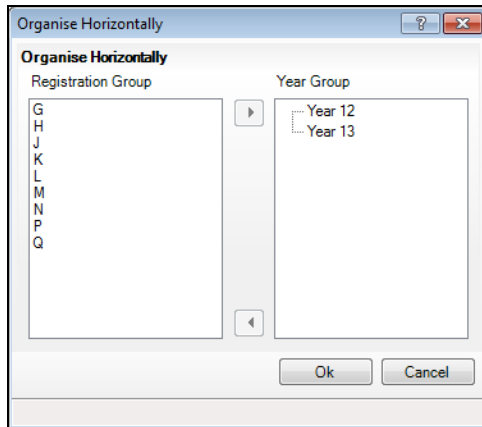 Organise Horizontally
?
Organise Horizontally
Registration Group
Year Group
G
H
J
K
L
M
N
P
Q
Year 12
Year 13
Ok
Cancel